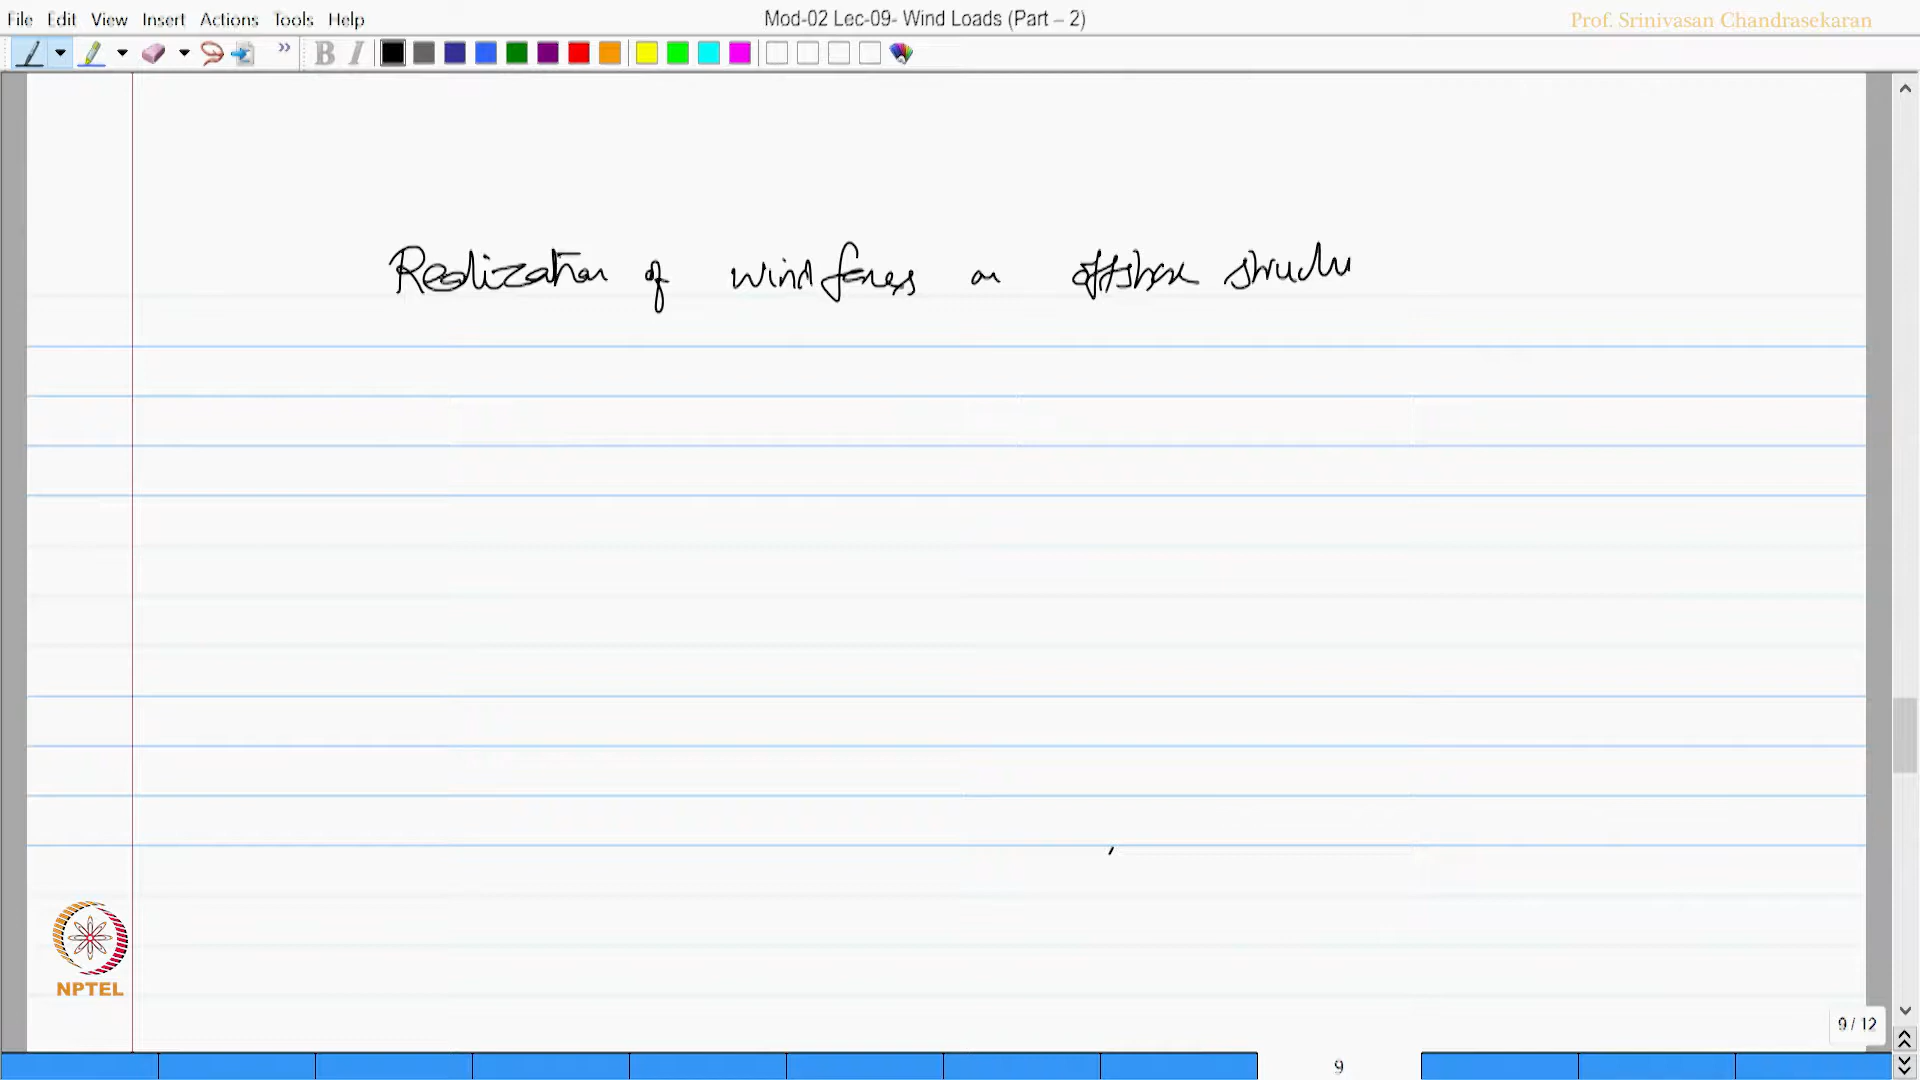 File Edit View Insert Actions Tools Help
Mod-02 Lec-09- Wind Loads (Part – 2)
Prof. Srinivasan Chandrasekaran
B I
Realization of wind forces on offshore structu
NPTEL
9 / 12
9